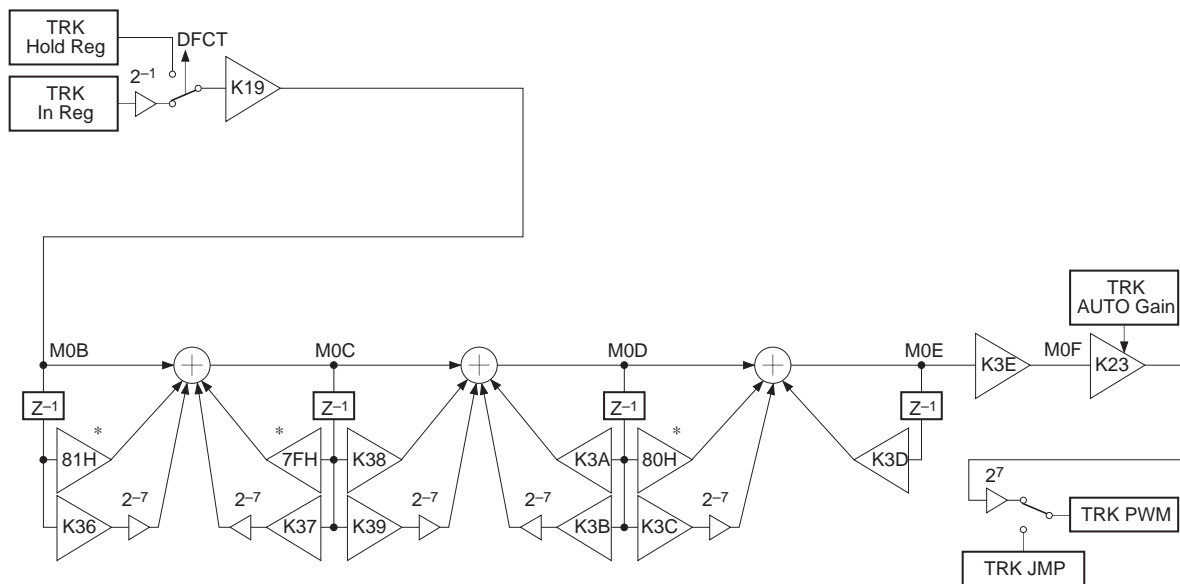 TRK
Hold Reg
DFCT
2–1
K19
TRK
In Reg
TRK
AUTO Gain
M0B
M0C
M0D
M0E
K3E
M0F
K23
Z–1
Z–1
Z–1
Z–1
*
*
*
81H
7FH
K38
K3A
80H
K3D
2–7
2–7
2–7
2–7
2–7
27
K36
K37
K39
K3B
K3C
TRK PWM
TRK JMP